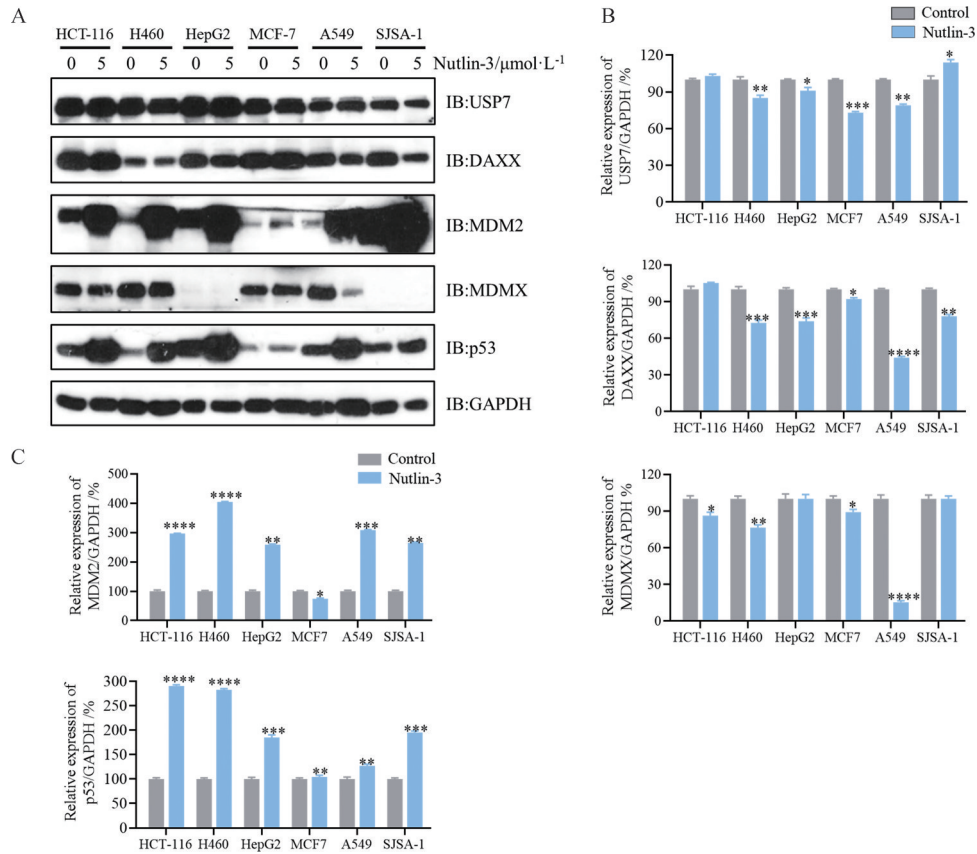 A
HCT-116 H460 HepG2 MCF-7 A549 SJSA-1
0 5 0 5 0 5 0 5 0 5 0 5 Nutlin-3/μmol·L⁻¹
IB:USP7
IB:DAXX
IB:MDM2
IB:MDMX
IB:p53
IB:GAPDH
B
Control
Nutlin-3
Relative expression of
USP7/GAPDH /%
120
90
60
30
0
** * *** ** *
HCT-116 H460 HepG2 MCF7 A549 SJSA-1
Relative expression of
DAXX/GAPDH /%
120
90
60
30
0
*** *** * **** **
HCT-116 H460 HepG2 MCF7 A549 SJSA-1
Relative expression of
MDMX/GAPDH %
120
90
60
30
0
* ** * ****
HCT-116 H460 HepG2 MCF7 A549 SJSA-1
C
Control
Nutlin-3
Relative expression of
MDM2/GAPDH /%
500
400
300
200
100
0
**** **** ** * *** **
HCT-116 H460 HepG2 MCF7 A549 SJSA-1
Relative expression of
p53/GAPDH /%
300
250
200
150
100
50
0
**** **** *** ** ** ***
HCT-116 H460 HepG2 MCF7 A549 SJSA-1